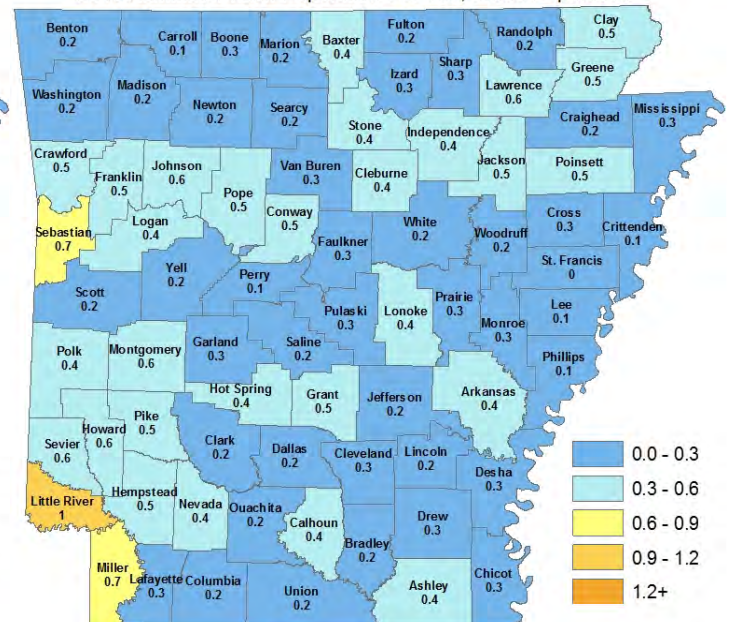 Benton
0.2
Carroll
0.1
Boone
0.3
Marion
0.2
Baxter
0.4
Fulton
0.2
Randolph
0.2
Clay
0.5
Greene
0.5
Izard
0.3
Sharp
0.3
Lawrence
0.6
Washington
0.2
Madison
0.2
Newton
0.2
Searcy
0.2
Stone
0.4
Independence
0.4
Craighead
0.2
Mississippi
0.3
Crawford
0.5
Franklin
0.5
Johnson
0.6
Pope
0.5
Van Buren
0.3
Cleburne
0.4
Jackson
0.5
Poinsett
0.5
Sebastian
0.7
Logan
0.4
Conway
0.5
Faulkner
0.3
White
0.2
Woodruff
0.2
Cross
0.3
Crittenden
0.1
St. Francis
0
Scott
0.2
Yell
0.2
Perry
0.1
Pulaski
0.3
Lonoke
0.4
Prairie
0.3
Monroe
0.3
Lee
0.1
Phillips
0.1
Polk
0.4
Montgomery
0.6
Garland
0.3
Saline
0.2
Hot Spring
0.4
Grant
0.5
Jefferson
0.2
Arkansas
0.4
Sevier
0.6
Howard
0.6
Pike
0.5
Clark
0.2
Dallas
0.2
Cleveland
0.3
Lincoln
0.2
Desha
0.3
Little River
1
Hempstead
0.5
Nevada
0.4
Ouachita
0.2
Calhoun
0.4
Bradley
0.2
Drew
0.3
Miller
0.7
Lafayette
0.3
Columbia
0.2
Union
0.2
Ashley
0.4
Chicot
0.3
0.0 - 0.3
0.3 - 0.6
0.6 - 0.9
0.9 - 1.2
1.2+